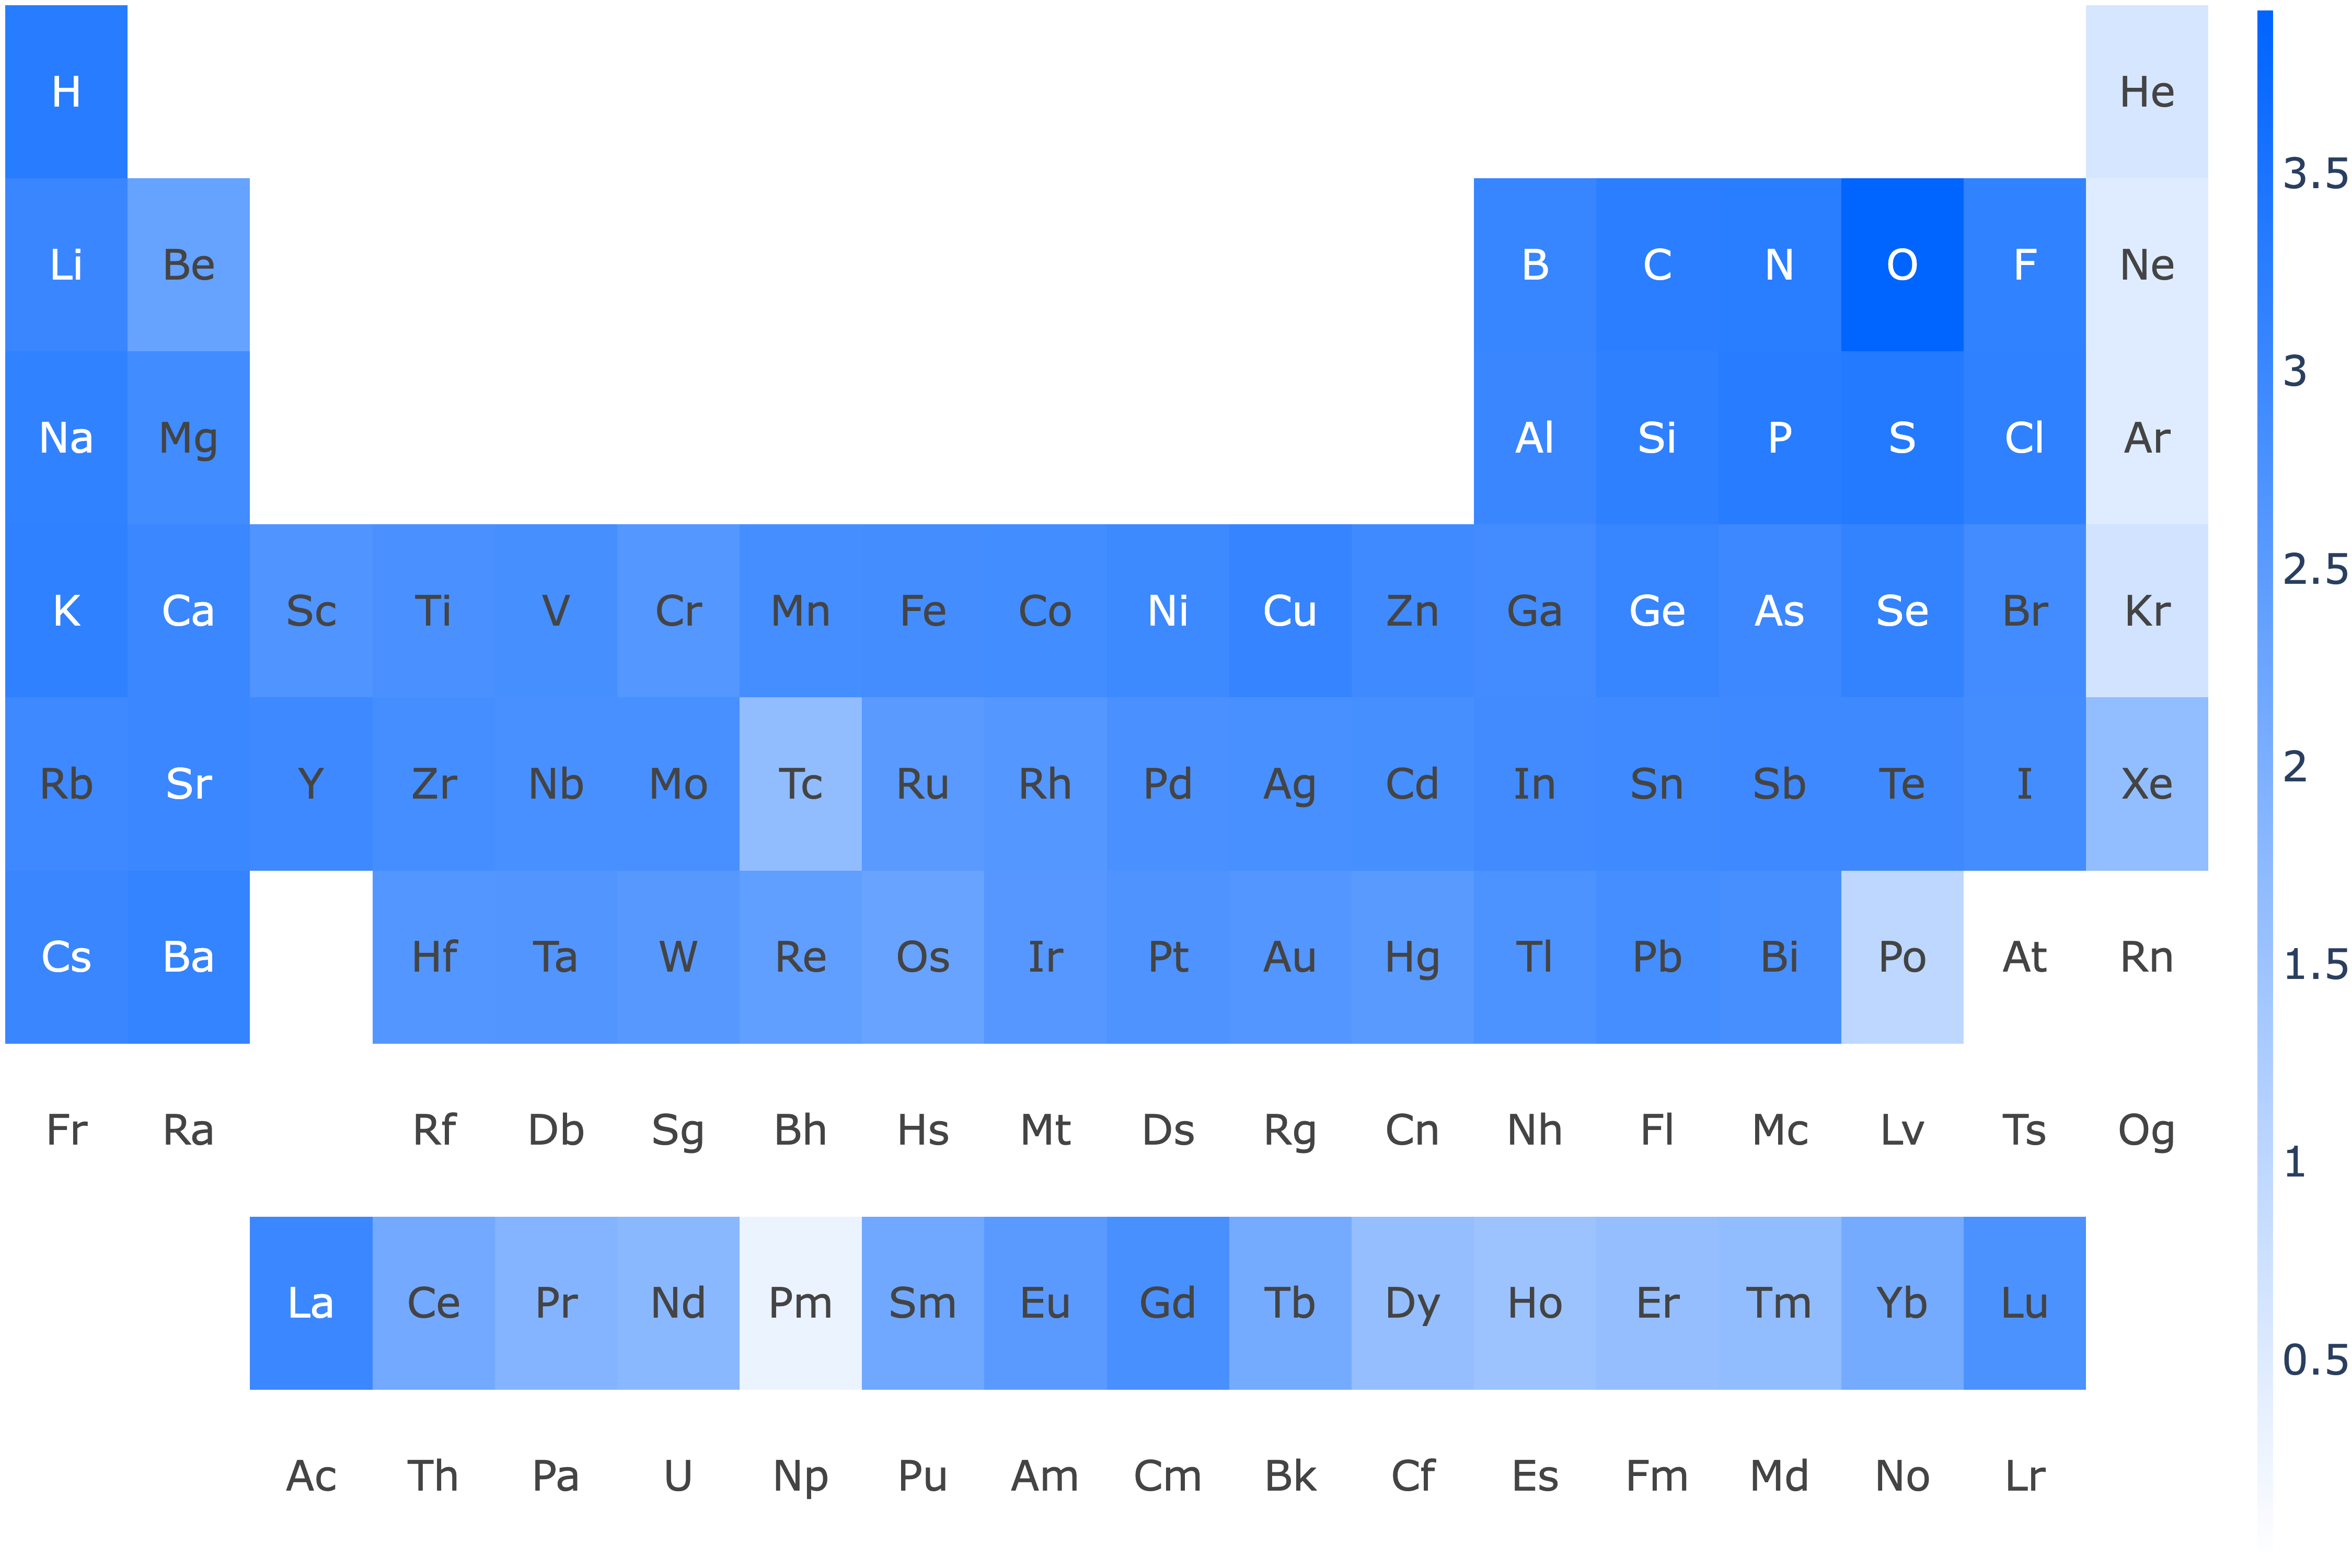 H He
Li Be B C N O F Ne
Na Mg Al Si P S Cl Ar
K Ca Sc Ti V Cr Mn Fe Co Ni Cu Zn Ga Ge As Se Br Kr
Rb Sr Y Zr Nb Mo Tc Ru Rh Pd Ag Cd In Sn Sb Te I Xe
Cs Ba Hf Ta W Re Os Ir Pt Au Hg Tl Pb Bi Po At Rn
Fr Ra Rf Db Sg Bh Hs Mt Ds Rg Cn Nh Fl Mc Lv Ts Og
La Ce Pr Nd Pm Sm Eu Gd Tb Dy Ho Er Tm Yb Lu
Ac Th Pa U Np Pu Am Cm Bk Cf Es Fm Md No Lr
3.5
3
2.5
2
1.5
1
0.5